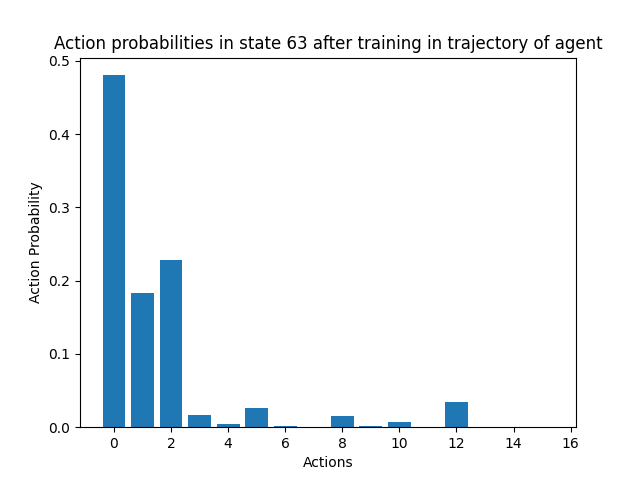 Action probabilities in state 63 after training in trajectory of agent
0.5
0.4
0.3
0.2
0.1
0.0
Action Probability
0 2 4 6 8 10 12 14 16
Actions